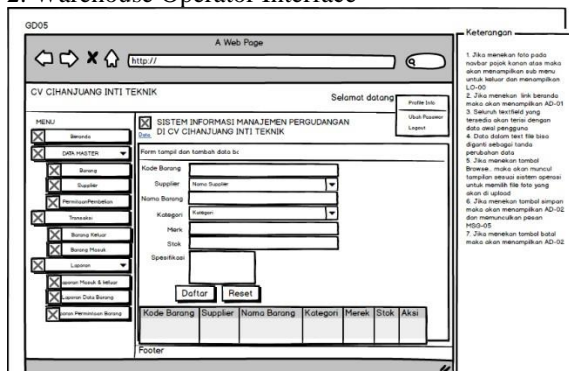 2. Warehouse Operator Interface
GD05
A Web Page
http://
CV CIHANJUANG INTI TEKNIK
Selamat datang
Profile Info
Ubah Password
Logout
MENU
Beranda
DATA MASTER
Barang
Supplier
PermintaanPembelian
Transaksi
Barang Keluar
Barang Masuk
Laporan
Laporan Masuk & keluar
Laporan Data Barang
Laporan Permintaan Barang
SISTEM INFORMASI MANAJEMEN PERGUDANGAN
DI CV CIHANJUANG INTI TEKNIK
Data
Form tampil dan tambah data bc
Kode Barang
Supplier
Nama Supplier
Nama Barang
Kategori
Kategori
Merk
Stok
Spesifikasi
Daftar
Reset
Kode Barang Supplier Nama Barang Kategori Merek Stok Aksi
Footer
Keterangan
1. Jika menekan foto pada
navbar pojok kanan atas maka
akan menampilkan sub menu
untuk keluar dan menampilkan
LO-00
2. Jika menekan link beranda
maka akan menampilkan AD-01
3. Seluruh textfield yang
tersedia akan terisi dengan
data awal pengguna
4. Data dalam text file bisa
diganti sebagai tanda
perubahan data
5. Jika menekan tombol
Browse.. maka akan muncul
tampilan sesuai sistem operasi
untuk memilih file foto yang
akan di upload
6. Jika menekan tombol simpan
maka akan menampilkan AD-02
dan memunculkan pesan
MSG-05
7. Jika menekan tombol batal
maka akan menampilkan AD-02